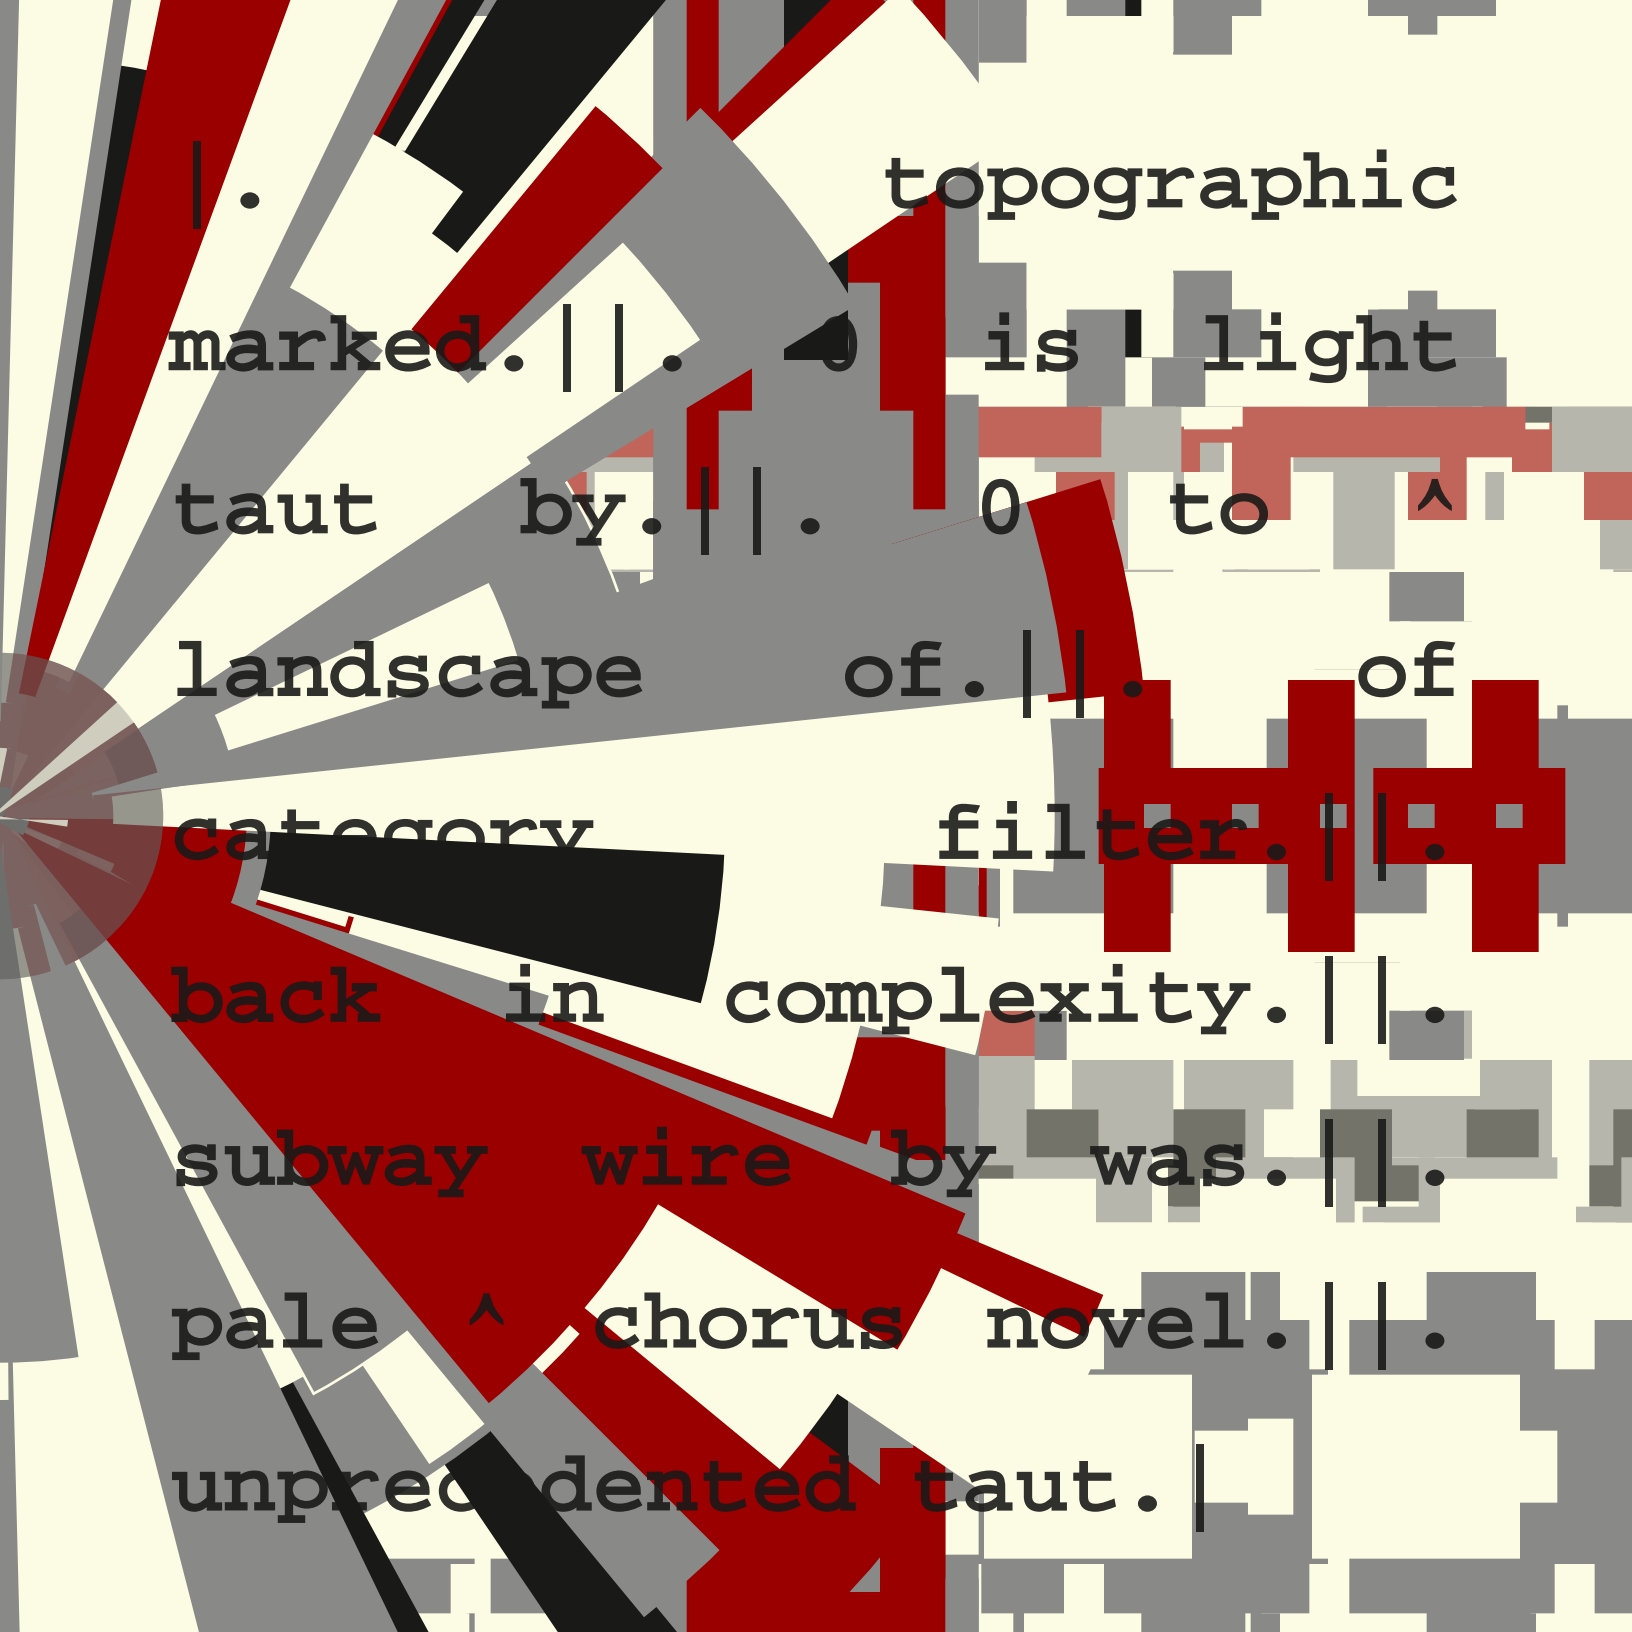 |. topographic
marked.||. 0 is light
taut by.||. 0 to ^
landscape of.||. of
category filter.||.
back in complexity.||.
subway wire by was.||.
pale ^ chorus novel.||.
unprecedented taut.|